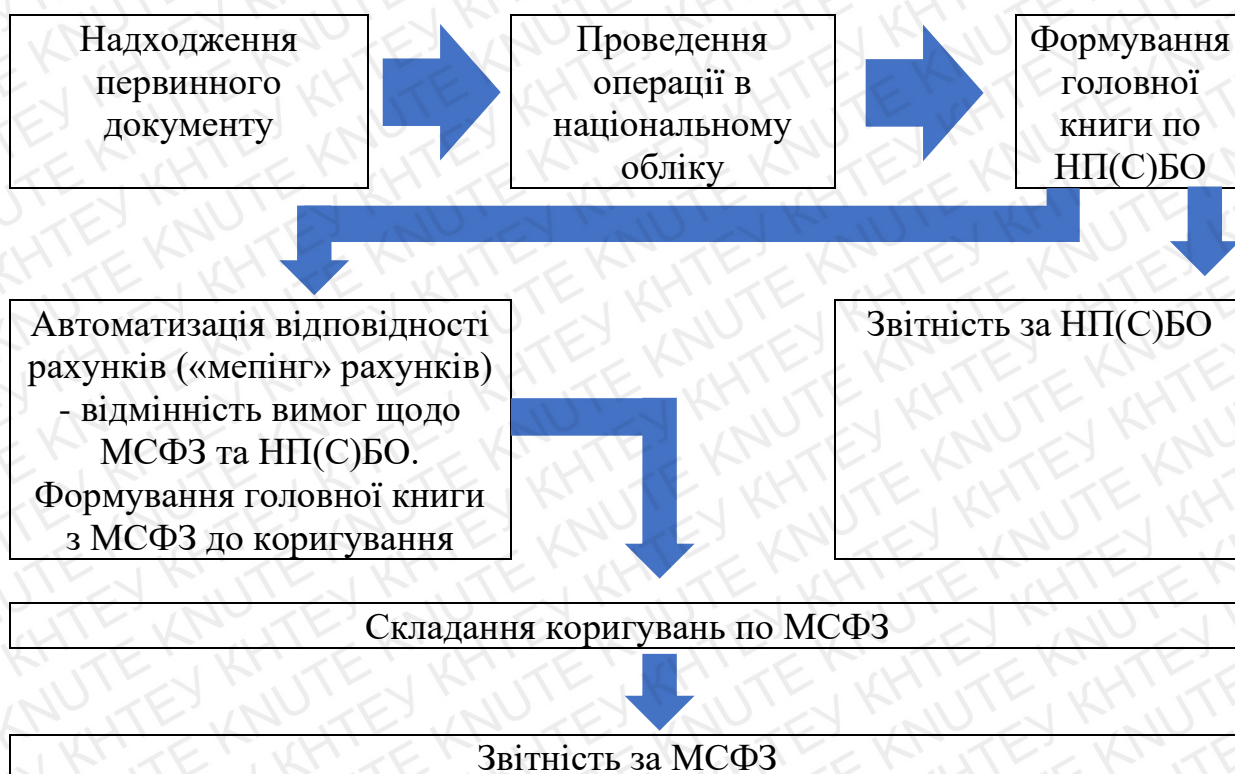 Надходження
первинного
документу
Проведення
операції в
національному
обліку
Формування
головної
книги по
НП(С)БО
Автоматизація відповідності
рахунків («мепінг» рахунків)
- відмінність вимог щодо
МСФЗ та НП(С)БО.
Формування головної книги
з МСФЗ до коригування
Звітність за НП(С)БО
Складання коригувань по МСФЗ
Звітність за МСФЗ